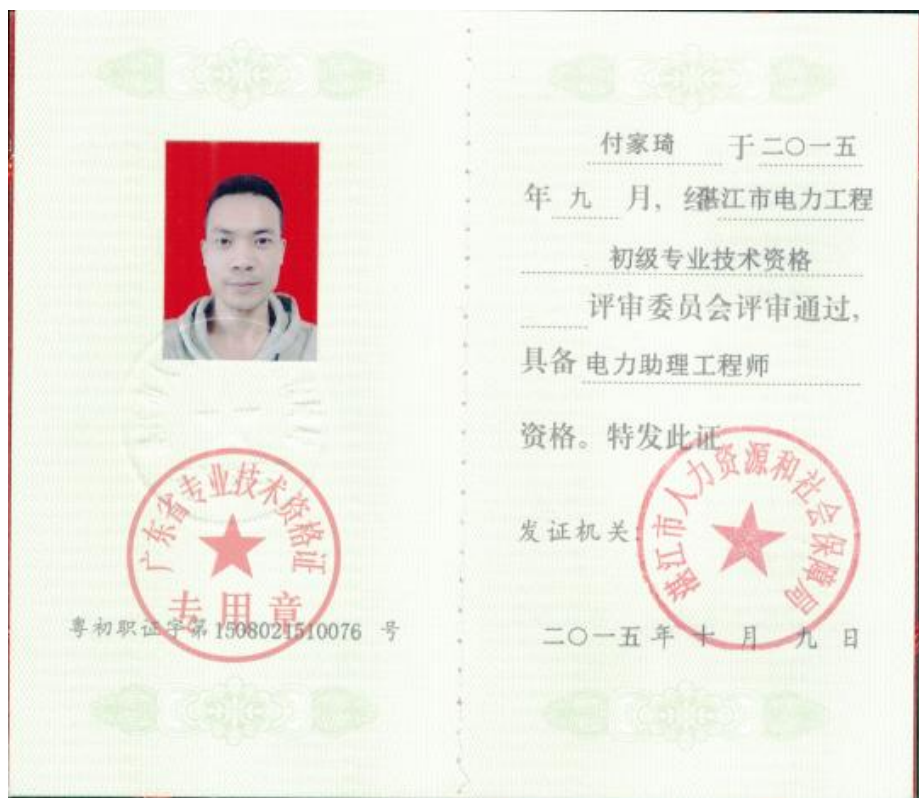 广东省专业技术资格证
专用章
粤初职证字第1508021510076 号
付家琦 于二〇一五
年 九 月，经湛江市电力工程
初级专业技术资格
评审委员会评审通过，
具备 电力助理工程师
资格。特发此证
湛江市人力资源和社会保障局
发证机关：
二〇一五年 十 月 九 日